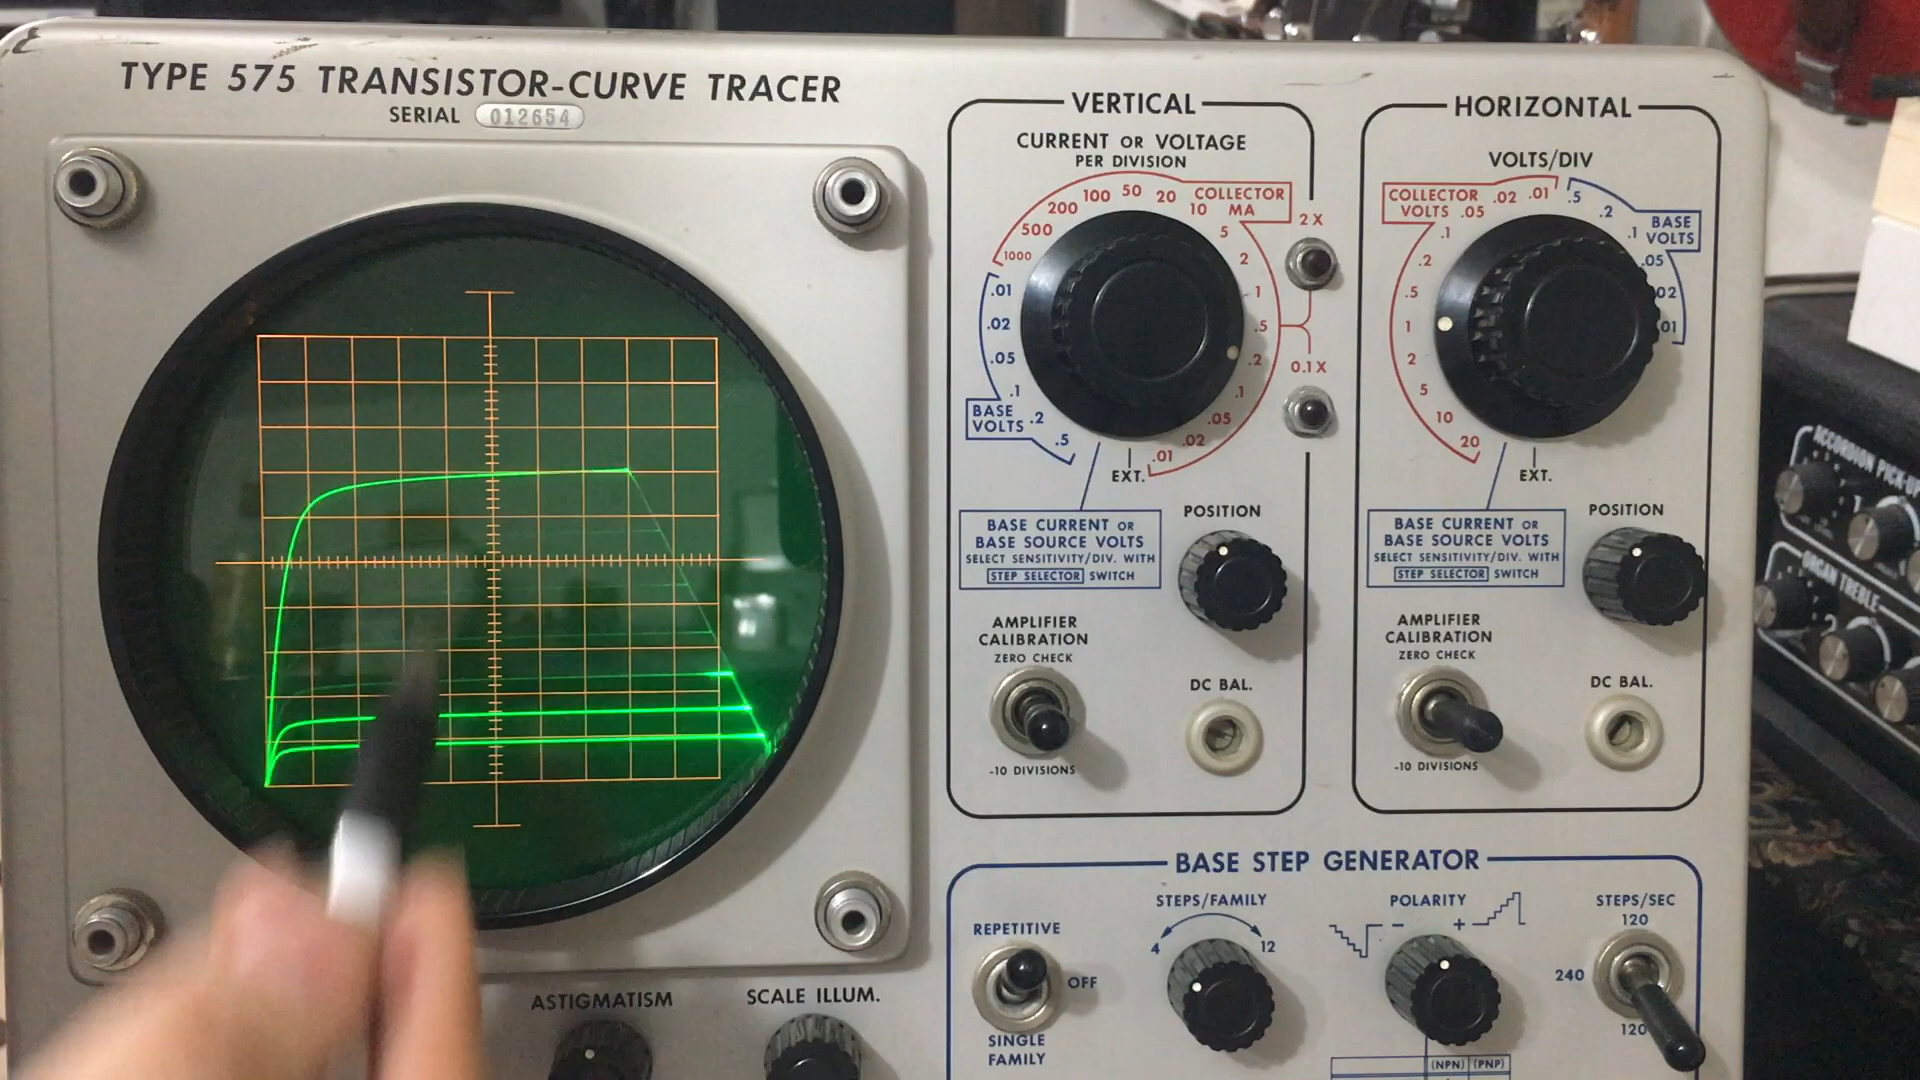 TYPE 575 TRANSISTOR-CURVE TRACER
SERIAL 012654
VERTICAL
CURRENT OR VOLTAGE
PER DIVISION
COLLECTOR
MA
1000
500
200
100
50
20
10
5
2
1
.5
.2
.1
.05
.02
.01
EXT.
.01
.02
.05
.1
.2
.5
BASE
VOLTS
2 X
0.1 X
BASE CURRENT OR
BASE SOURCE VOLTS
SELECT SENSITIVITY/DIV. WITH
STEP SELECTOR SWITCH
POSITION
AMPLIFIER
CALIBRATION
ZERO CHECK
-10 DIVISIONS
DC BAL.
HORIZONTAL
VOLTS/DIV
COLLECTOR
VOLTS
.01
.02
.05
.1
.2
.5
1
2
5
10
20
EXT.
.5
.2
.1
BASE
VOLTS
.05
02
01
BASE CURRENT OR
BASE SOURCE VOLTS
SELECT SENSITIVITY/DIV. WITH
STEP SELECTOR SWITCH
POSITION
AMPLIFIER
CALIBRATION
ZERO CHECK
-10 DIVISIONS
DC BAL.
ASTIGMATISM
SCALE ILLUM.
BASE STEP GENERATOR
REPETITIVE
OFF
SINGLE
FAMILY
STEPS/FAMILY
4 12
POLARITY
- +
(NPN) (PNP)
STEPS/SEC
120
240
120
ACCORDION PICK-UP
ORGAN TREBLE